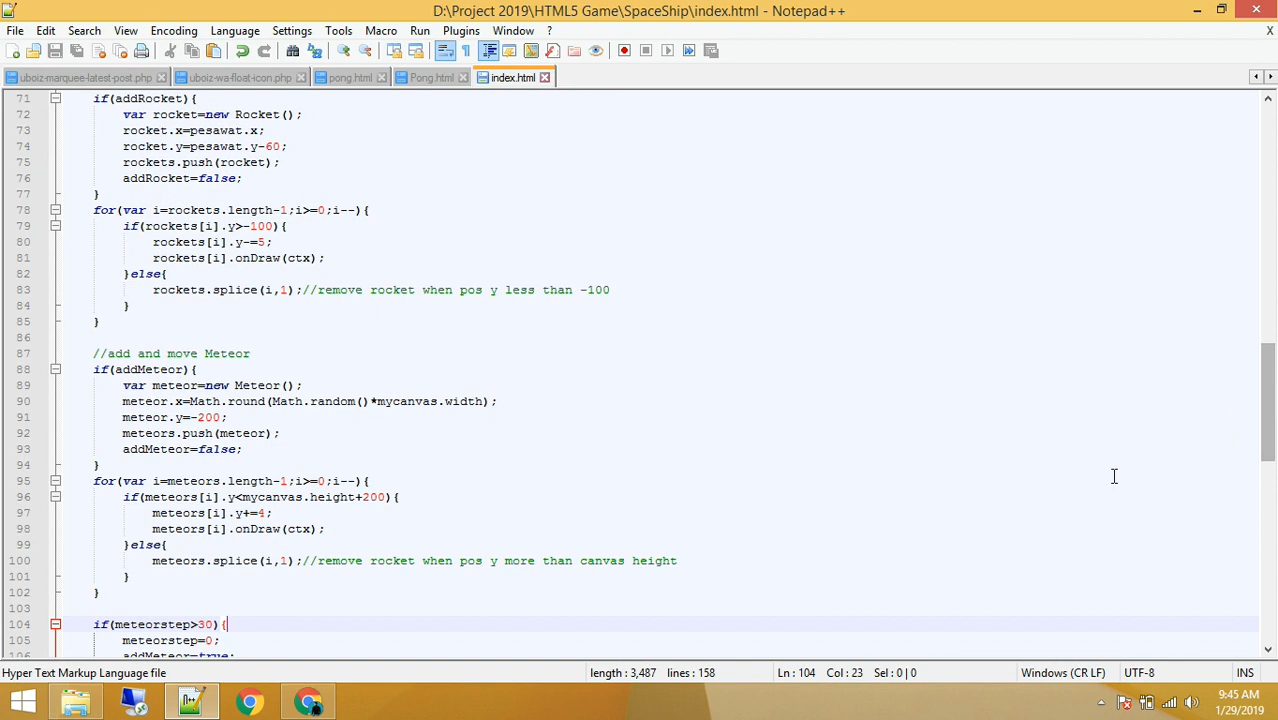 D:\Project 2019\HTML5 Game\SpaceShip\index.html - Notepad++
File Edit Search View Encoding Language Settings Tools Macro Run Plugins Window ? X
uboiz-marquee-latest-post.php uboiz-wa-float-icon.php pong.html Pong.html index.html
71 if(addRocket){
72 var rocket=new Rocket();
73 rocket.x=pesawat.x;
74 rocket.y=pesawat.y-60;
75 rockets.push(rocket);
76 addRocket=false;
77 }
78 for(var i=rockets.length-1;i>=0;i--){
79 if(rockets[i].y>-100){
80 rockets[i].y-=5;
81 rockets[i].onDraw(ctx);
82 }else{
83 rockets.splice(i,1);//remove rocket when pos y less than -100
84 }
85 }
86
87 //add and move Meteor
88 if(addMeteor){
89 var meteor=new Meteor();
90 meteor.x=Math.round(Math.random()*mycanvas.width);
91 meteor.y=-200;
92 meteors.push(meteor);
93 addMeteor=false;
94 }
95 for(var i=meteors.length-1;i>=0;i--){
96 if(meteors[i].y<mycanvas.height+200){
97 meteors[i].y+=4;
98 meteors[i].onDraw(ctx);
99 }else{
100 meteors.splice(i,1);//remove rocket when pos y more than canvas height
101 }
102 }
103
104 if(meteorstep>30){
105 meteorstep=0;
106 addMeteor=true;
Hyper Text Markup Language file length : 3,487 lines : 158 Ln : 104 Col : 23 Sel : 0 | 0 Windows (CR LF) UTF-8 INS
9:45 AM
1/29/2019